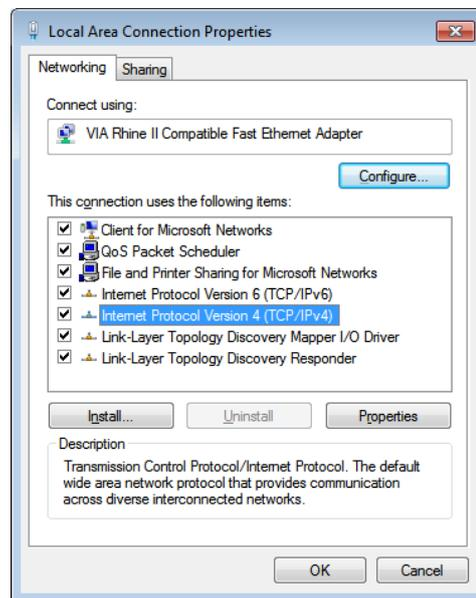 Local Area Connection Properties
Networking
Sharing
Connect using:
VIA Rhine II Compatible Fast Ethernet Adapter
Configure...
This connection uses the following items:
Client for Microsoft Networks
QoS Packet Scheduler
File and Printer Sharing for Microsoft Networks
Internet Protocol Version 6 (TCP/IPv6)
Internet Protocol Version 4 (TCP/IPv4)
Link-Layer Topology Discovery Mapper I/O Driver
Link-Layer Topology Discovery Responder
Install...
Uninstall
Properties
Description
Transmission Control Protocol/Internet Protocol. The default
wide area network protocol that provides communication
across diverse interconnected networks.
OK
Cancel